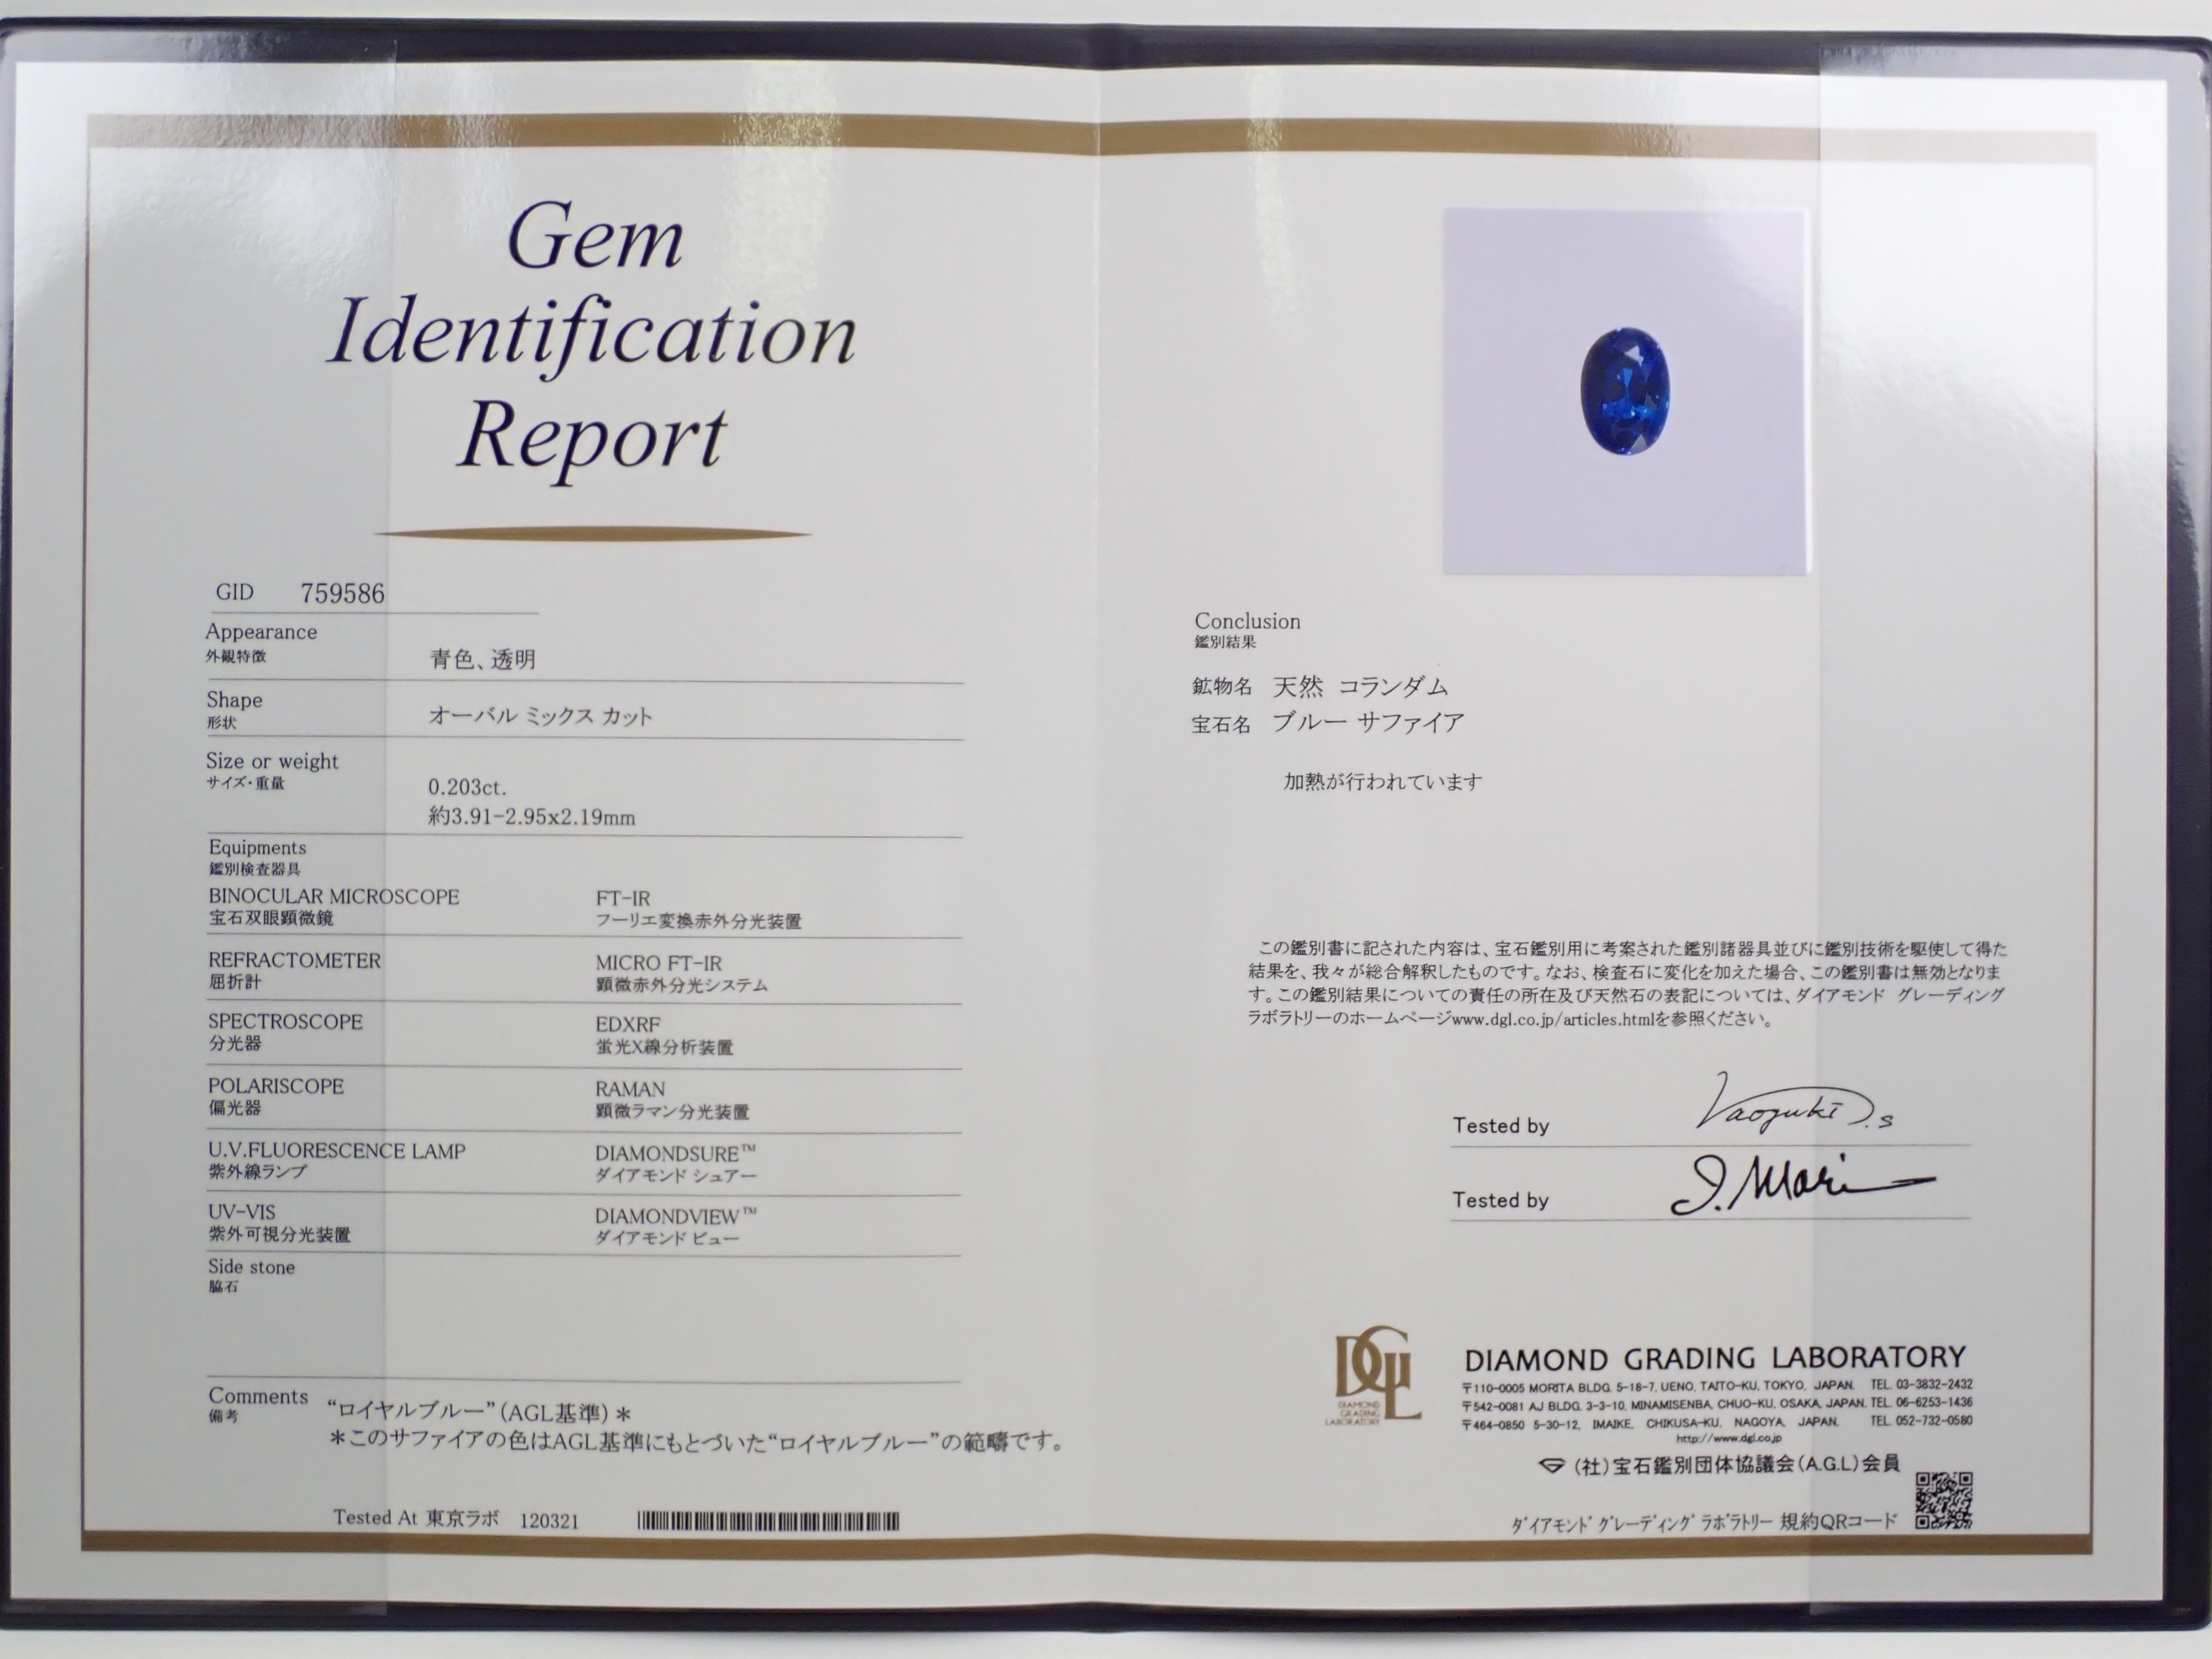 Gem
Identification
Report
GID 759586
Appearance
外観特徴
青色、透明
Shape
形状
オーバル ミックス カット
Size or weight
サイズ・重量
0.203ct.
約3.91-2.95x2.19mm
Equipments
鑑別検査器具
BINOCULAR MICROSCOPE
宝石双眼顕微鏡
FT-IR
フーリエ変換赤外分光装置
REFRACTOMETER
屈折計
MICRO FT-IR
顕微赤外分光システム
SPECTROSCOPE
分光器
EDXRF
蛍光X線分析装置
POLARISCOPE
偏光器
RAMAN
顕微ラマン分光装置
U.V.FLUORESCENCE LAMP
紫外線ランプ
DIAMONDSURE™
ダイアモンド シュアー
UV-VIS
紫外可視分光装置
DIAMONDVIEW™
ダイアモンド ビュー
Side stone
脇石
Comments
備考
“ロイヤルブルー”(AGL基準)＊
＊このサファイアの色はAGL基準にもとづいた“ロイヤルブルー”の範疇です。
Tested At 東京ラボ 120321
Conclusion
鑑別結果
鉱物名 天然 コランダム
宝石名 ブルー サファイア
加熱が行われています
この鑑別書に記された内容は、宝石鑑別用に考案された鑑別諸器具並びに鑑別技術を駆使して得た
結果を、我々が総合解釈したものです。なお、検査石に変化を加えた場合、この鑑別書は無効となりま
す。この鑑別結果についての責任の所在及び天然石の表記については、ダイアモンド グレーディング
ラボラトリーのホームページwww.dgl.co.jp/articles.htmlを参照ください。
Tested by
Tested by I. Mari
DGL
DIAMOND
GRADING
LABORATORY
DIAMOND GRADING LABORATORY
〒110-0005 MORITA BLDG. 5-18-7, UENO, TAITO-KU, TOKYO, JAPAN. TEL. 03-3832-2432
〒542-0081 AJ BLDG. 3-3-10, MINAMISENBA, CHUO-KU, OSAKA, JAPAN. TEL. 06-6253-1436
〒464-0850 5-30-12, IMAIKE, CHIKUSA-KU, NAGOYA, JAPAN. TEL 052-732-0580
http://www.dgl.co.jp
(社)宝石鑑別団体協議会(A.G.L)会員
ﾀﾞｲｱﾓﾝﾄﾞ ｸﾞﾚｰﾃﾞｨﾝｸﾞ ﾗﾎﾞﾗﾄﾘｰ 規約QRコード